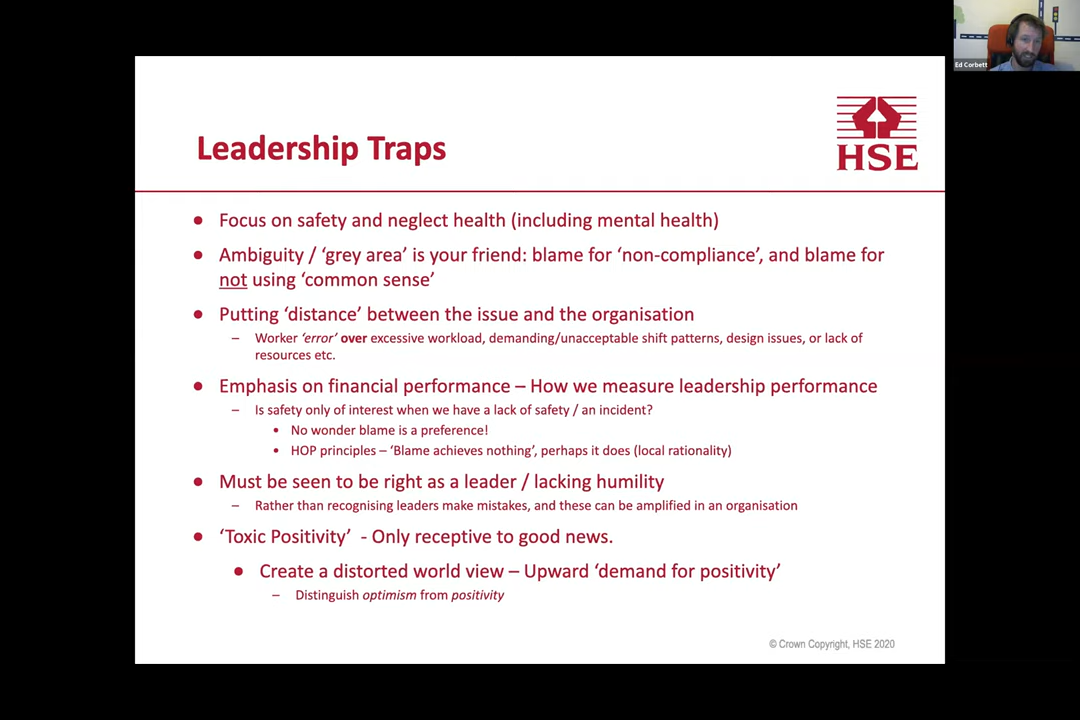 Ed Corbett
HSE
Leadership Traps
● Focus on safety and neglect health (including mental health)
● Ambiguity / ‘grey area’ is your friend: blame for ‘non-compliance’, and blame for
not using ‘common sense’
● Putting ‘distance’ between the issue and the organisation
– Worker ‘error’ over excessive workload, demanding/unacceptable shift patterns, design issues, or lack of
resources etc.
● Emphasis on financial performance – How we measure leadership performance
– Is safety only of interest when we have a lack of safety / an incident?
• No wonder blame is a preference!
• HOP principles – ‘Blame achieves nothing’, perhaps it does (local rationality)
● Must be seen to be right as a leader / lacking humility
– Rather than recognising leaders make mistakes, and these can be amplified in an organisation
● ‘Toxic Positivity’ - Only receptive to good news.
● Create a distorted world view – Upward ‘demand for positivity’
– Distinguish optimism from positivity
© Crown Copyright, HSE 2020